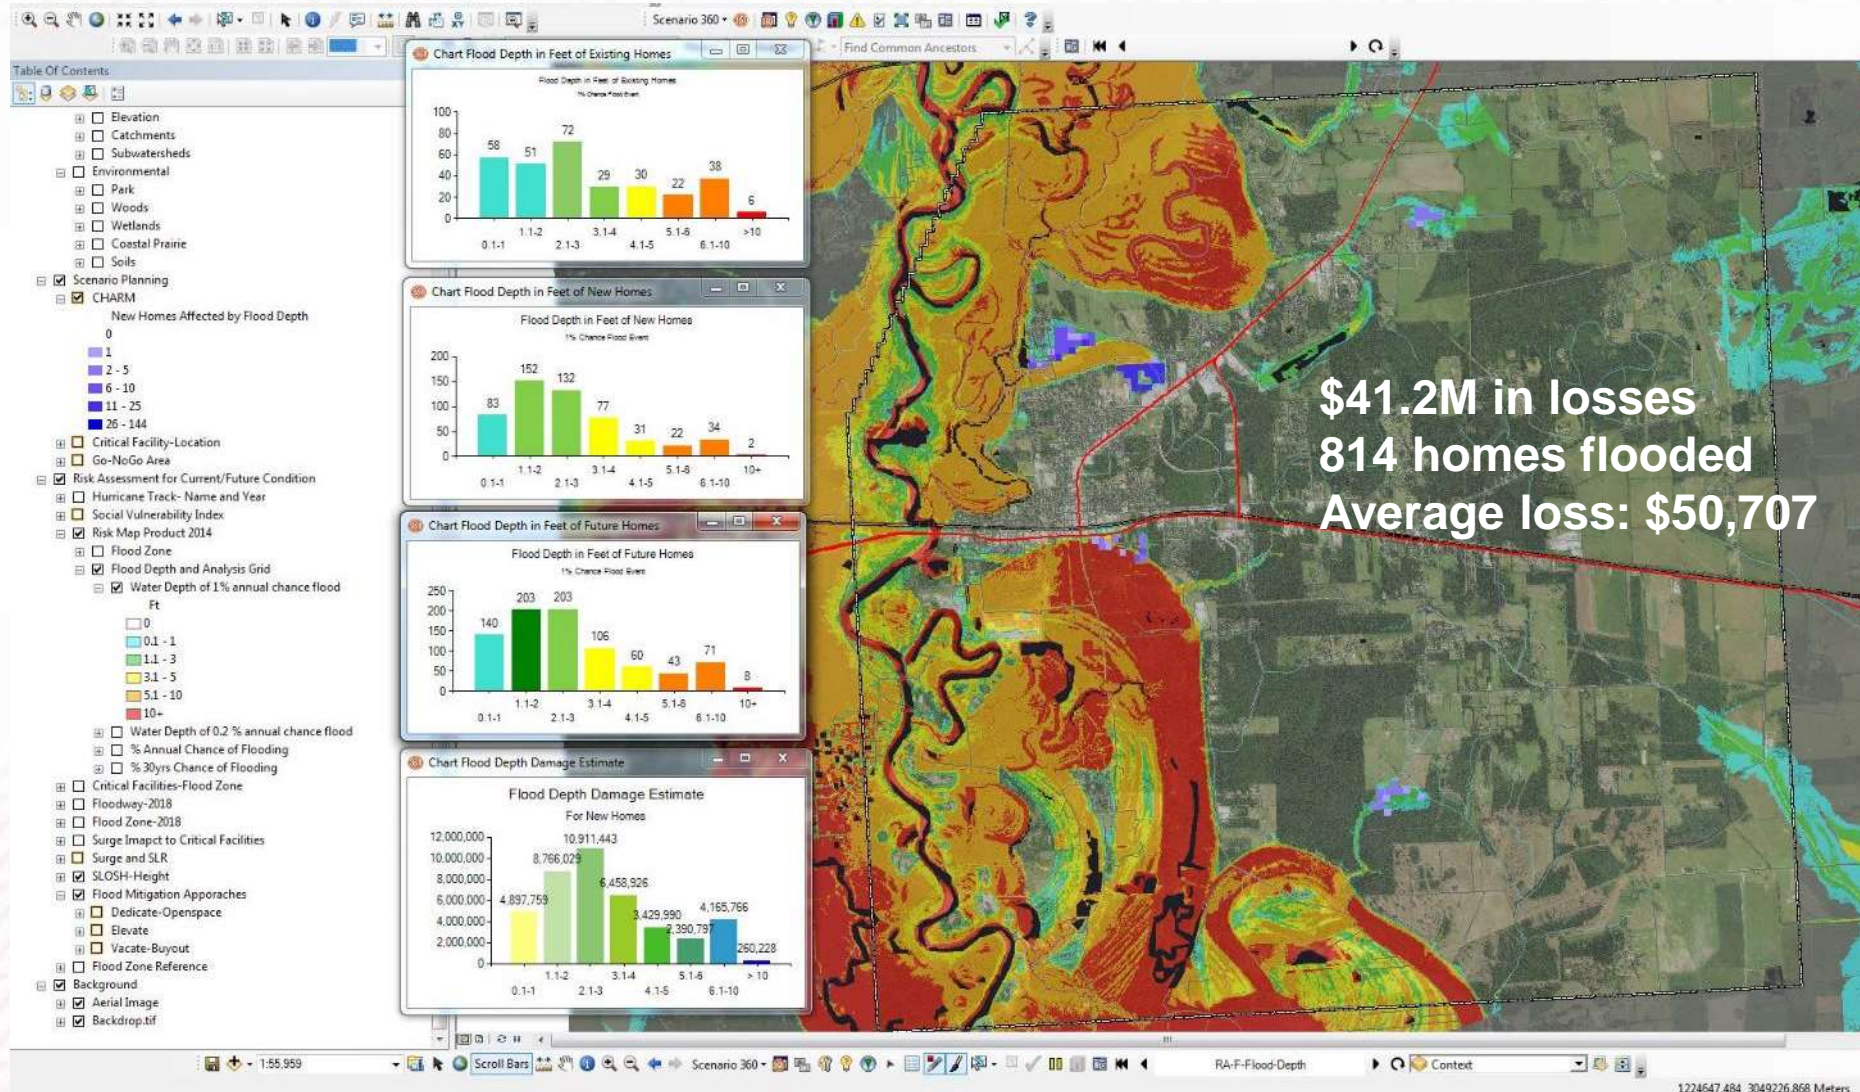 Scenario 360
Find Common Ancestors
Table Of Contents
Elevation
Catchments
Subwatersheds
Environmental
Park
Woods
Wetlands
Coastal Prairie
Soils
Scenario Planning
CHARM
New Homes Affected by Flood Depth
0
1
2 - 5
6 - 10
11 - 25
26 - 144
Critical Facility-Location
Go-NoGo Area
Risk Assessment for Current/Future Condition
Hurricane Track- Name and Year
Social Vulnerability Index
Risk Map Product 2014
Flood Zone
Flood Depth and Analysis Grid
Water Depth of 1% annual chance flood
Ft
0
0.1 - 1
1.1 - 3
3.1 - 5
5.1 - 10
10+
Water Depth of 0.2 % annual chance flood
% Annual Chance of Flooding
% 30yrs Chance of Flooding
Critical Facilities-Flood Zone
Floodway-2018
Flood Zone-2018
Surge Imapct to Critical Facilities
Surge and SLR
SLOSH-Height
Flood Mitigation Apporaches
Dedicate-Openspace
Elevate
Vacate-Buyout
Flood Zone Reference
Background
Aerial Image
Backdrop.tif
Chart Flood Depth in Feet of Existing Homes
Flood Depth in Feet of Existing Homes
1% Chance Flood Event
100
80
60
40
20
0
58 51 72 29 30 22 38 6
1.1-2 3.1-4 5.1-6 >10
0.1-1 2.1-3 4.1-5 6.1-10
Chart Flood Depth in Feet of New Homes
Flood Depth in Feet of New Homes
1% Chance Flood Event
200
150
100
50
0
83 152 132 77 31 22 34 2
1.1-2 3.1-4 5.1-6 10+
0.1-1 2.1-3 4.1-5 6.1-10
Chart Flood Depth in Feet of Future Homes
Flood Depth in Feet of Future Homes
1% Chance Flood Event
250
200
150
100
50
0
140 203 203 106 60 43 71 8
1.1-2 3.1-4 5.1-6 10+
0.1-1 2.1-3 4.1-5 6.1-10
Chart Flood Depth Damage Estimate
Flood Depth Damage Estimate
For New Homes
12,000,000
10,000,000
8,000,000
6,000,000
4,000,000
2,000,000
0
4,897,759 8,766,029 10,911,443 6,458,926 3,429,990 2,390,797 4,165,766 260,228
1.1-2 3.1-4 5.1-6 > 10
0.1-1 2.1-3 4.1-5 6.1-10
$41.2M in losses
814 homes flooded
Average loss: $50,707
1:55,959
Scroll Bars
Scenario 360
RA-F-Flood-Depth
Context
1224647.484 3049226.868 Meters